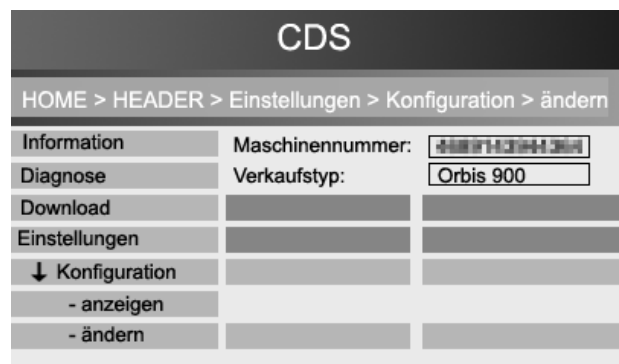 CDS
HOME > HEADER > Einstellungen > Konfiguration > ändern
Information
Maschinennummer:
Diagnose
Verkaufstyp: Orbis 900
Download
Einstellungen
↓ Konfiguration
- anzeigen
- ändern